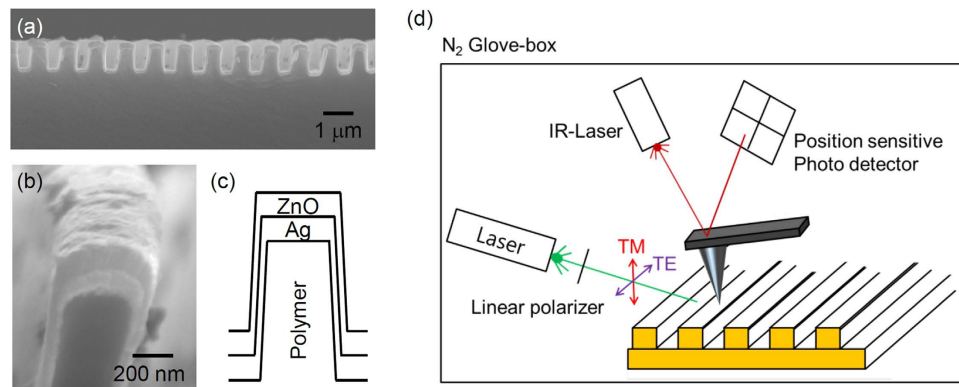 (a)
1 μm
(b)
200 nm
(c)
ZnO
Ag
Polymer
(d)
N₂ Glove-box
IR-Laser
Position sensitive
Photo detector
Laser
TM
TE
Linear polarizer